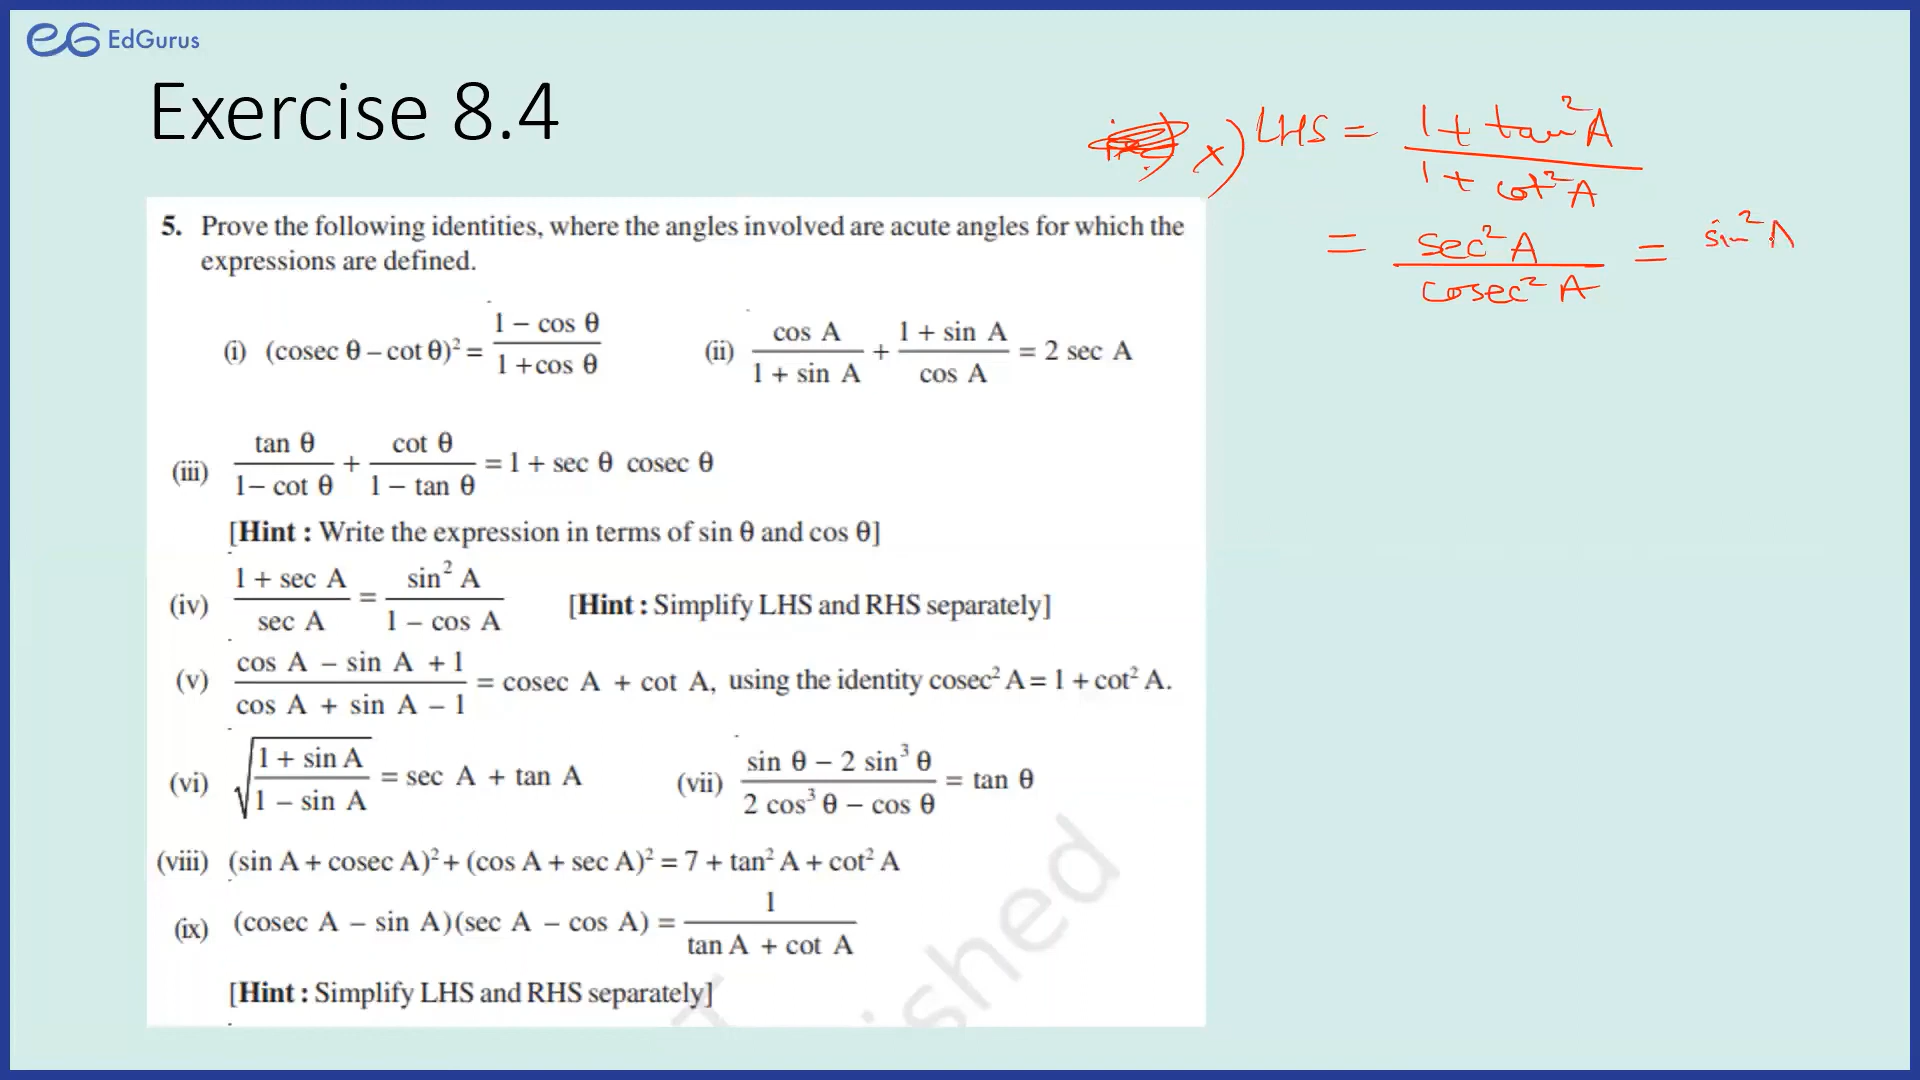 EdGurus
Exercise 8.4
x) LHS = 1 + tan²A / 1 + cot²A
= sec²A / cosec²A = sin²A
5. Prove the following identities, where the angles involved are acute angles for which the
expressions are defined.
(i) (cosec θ – cot θ)² = 1 – cos θ / 1 + cos θ
(ii) cos A / 1 + sin A + 1 + sin A / cos A = 2 sec A
(iii) tan θ / 1 – cot θ + cot θ / 1 – tan θ = 1 + sec θ cosec θ
[Hint : Write the expression in terms of sin θ and cos θ]
(iv) 1 + sec A / sec A = sin² A / 1 – cos A [Hint : Simplify LHS and RHS separately]
(v) cos A – sin A + 1 / cos A + sin A – 1 = cosec A + cot A, using the identity cosec² A = 1 + cot² A.
(vi) √(1 + sin A / 1 – sin A) = sec A + tan A
(vii) sin θ – 2 sin³ θ / 2 cos³ θ – cos θ = tan θ
(viii) (sin A + cosec A)² + (cos A + sec A)² = 7 + tan² A + cot² A
(ix) (cosec A – sin A)(sec A – cos A) = 1 / tan A + cot A
[Hint : Simplify LHS and RHS separately]